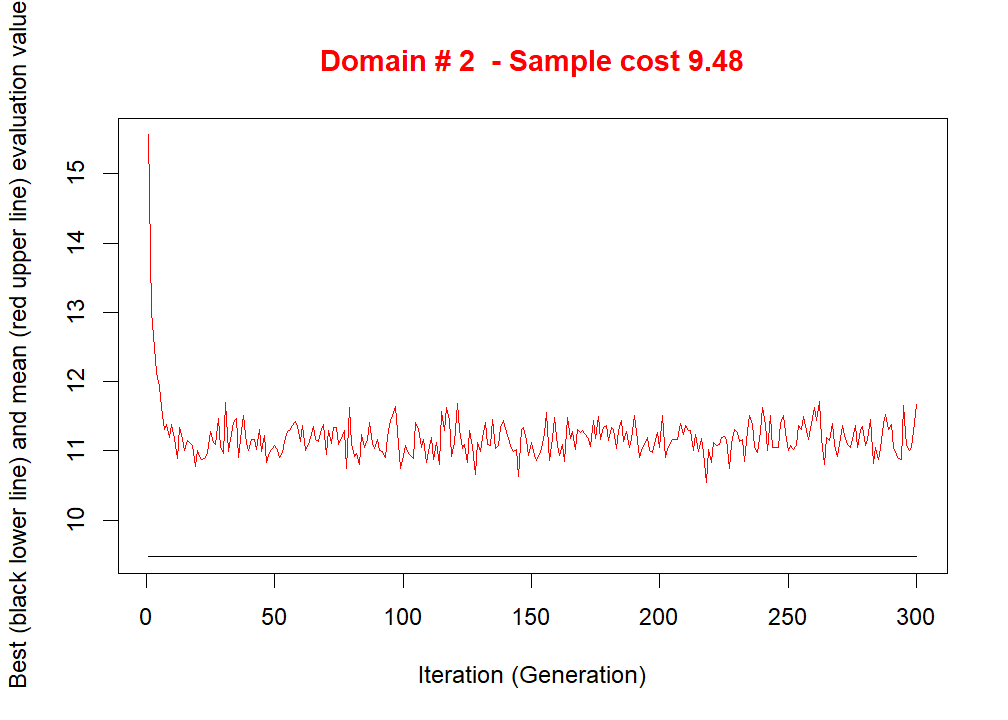 Domain # 2  - Sample cost 9.48
Best (black lower line) and mean (red upper line) evaluation value
15
14
13
12
11
10
0 50 100 150 200 250 300
Iteration (Generation)